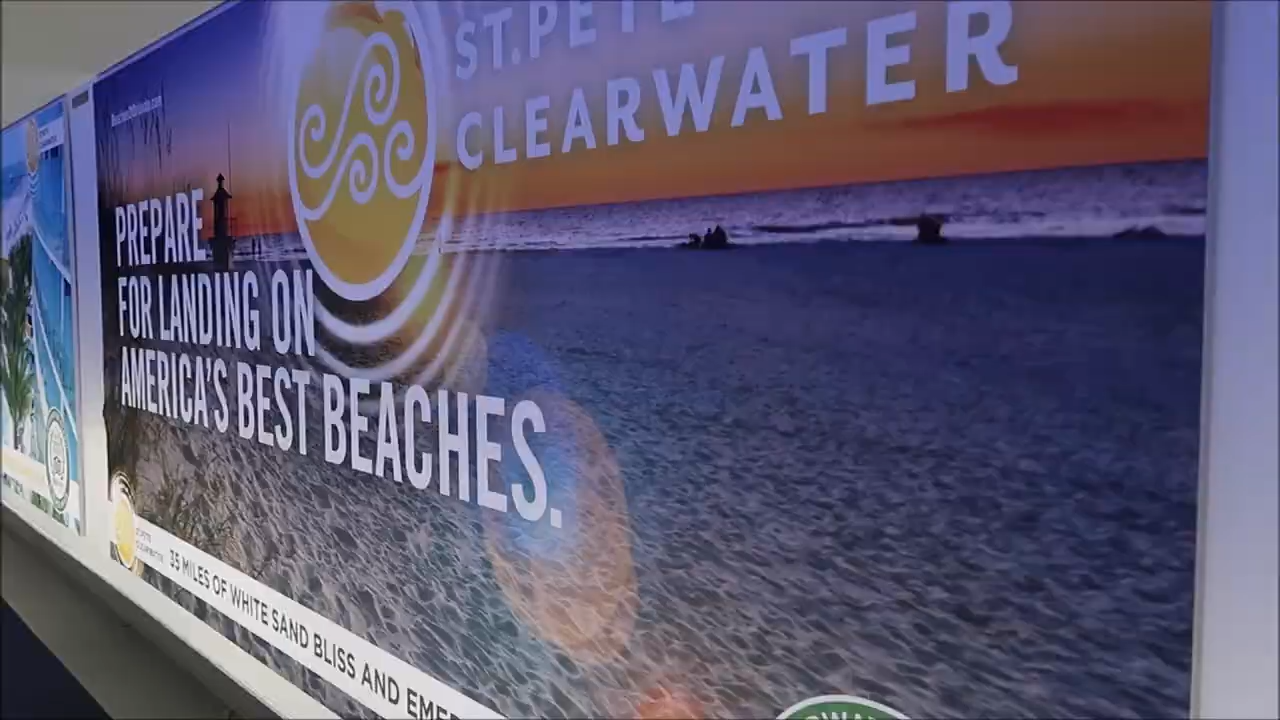 ST.PETE
CLEARWATER
PREPARE
FOR LANDING ON
AMERICA'S BEST BEACHES.
35 MILES OF WHITE SAND BLISS AND EME